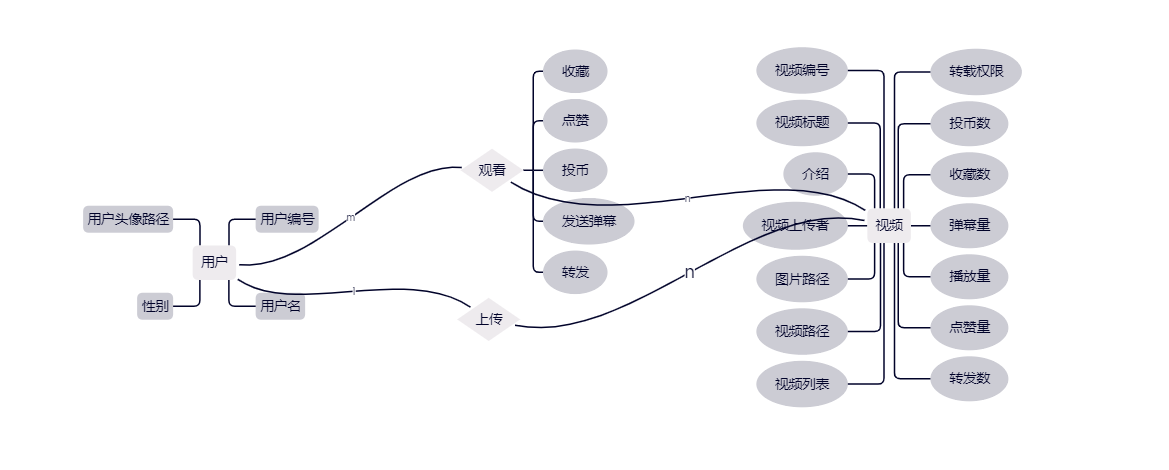 用户头像路径
用户编号
用户
性别
用户名
m
1
观看
收藏
点赞
投币
发送弹幕
转发
上传
n
n
视频编号
视频标题
介绍
视频上传者
图片路径
视频路径
视频列表
视频
转载权限
投币数
收藏数
弹幕量
播放量
点赞量
转发数